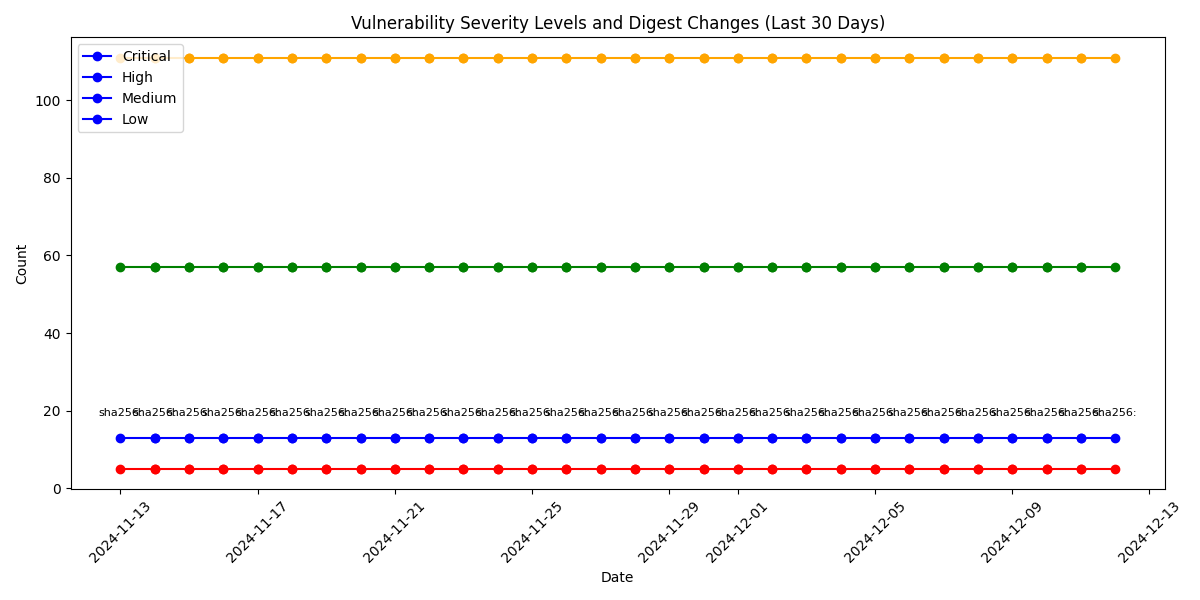 Vulnerability Severity Levels and Digest Changes (Last 30 Days)
Critical
High
Medium
Low
Count
100
80
60
40
20
0
sha256: sha256: sha256: sha256: sha256: sha256: sha256: sha256: sha256: sha256: sha256: sha256: sha256: sha256: sha256: sha256: sha256: sha256: sha256: sha256: sha256: sha256: sha256: sha256: sha256: sha256: sha256: sha256: sha256: sha256:
2024-11-13
2024-11-17
2024-11-21
2024-11-25
2024-11-29
2024-12-01
2024-12-05
2024-12-09
2024-12-13
Date